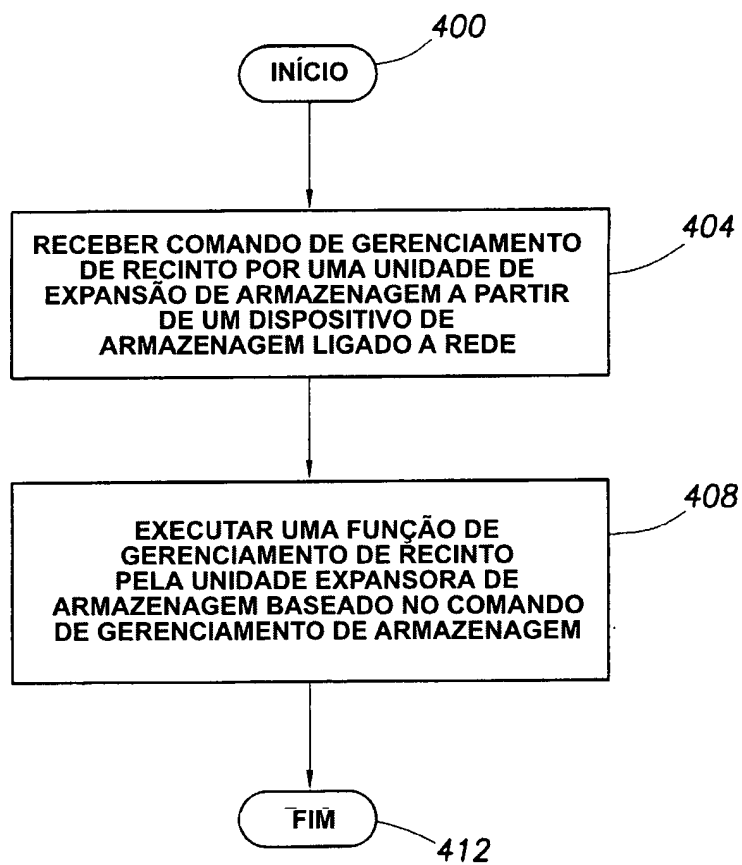 400
INÍCIO
404
RECEBER COMANDO DE GERENCIAMENTO
DE RECINTO POR UMA UNIDADE DE
EXPANSÃO DE ARMAZENAGEM A PARTIR
DE UM DISPOSITIVO DE
ARMAZENAGEM LIGADO A REDE
408
EXECUTAR UMA FUNÇÃO DE
GERENCIAMENTO DE RECINTO
PELA UNIDADE EXPANSORA DE
ARMAZENAGEM BASEADO NO COMANDO
DE GERENCIAMENTO DE ARMAZENAGEM
FIM
412